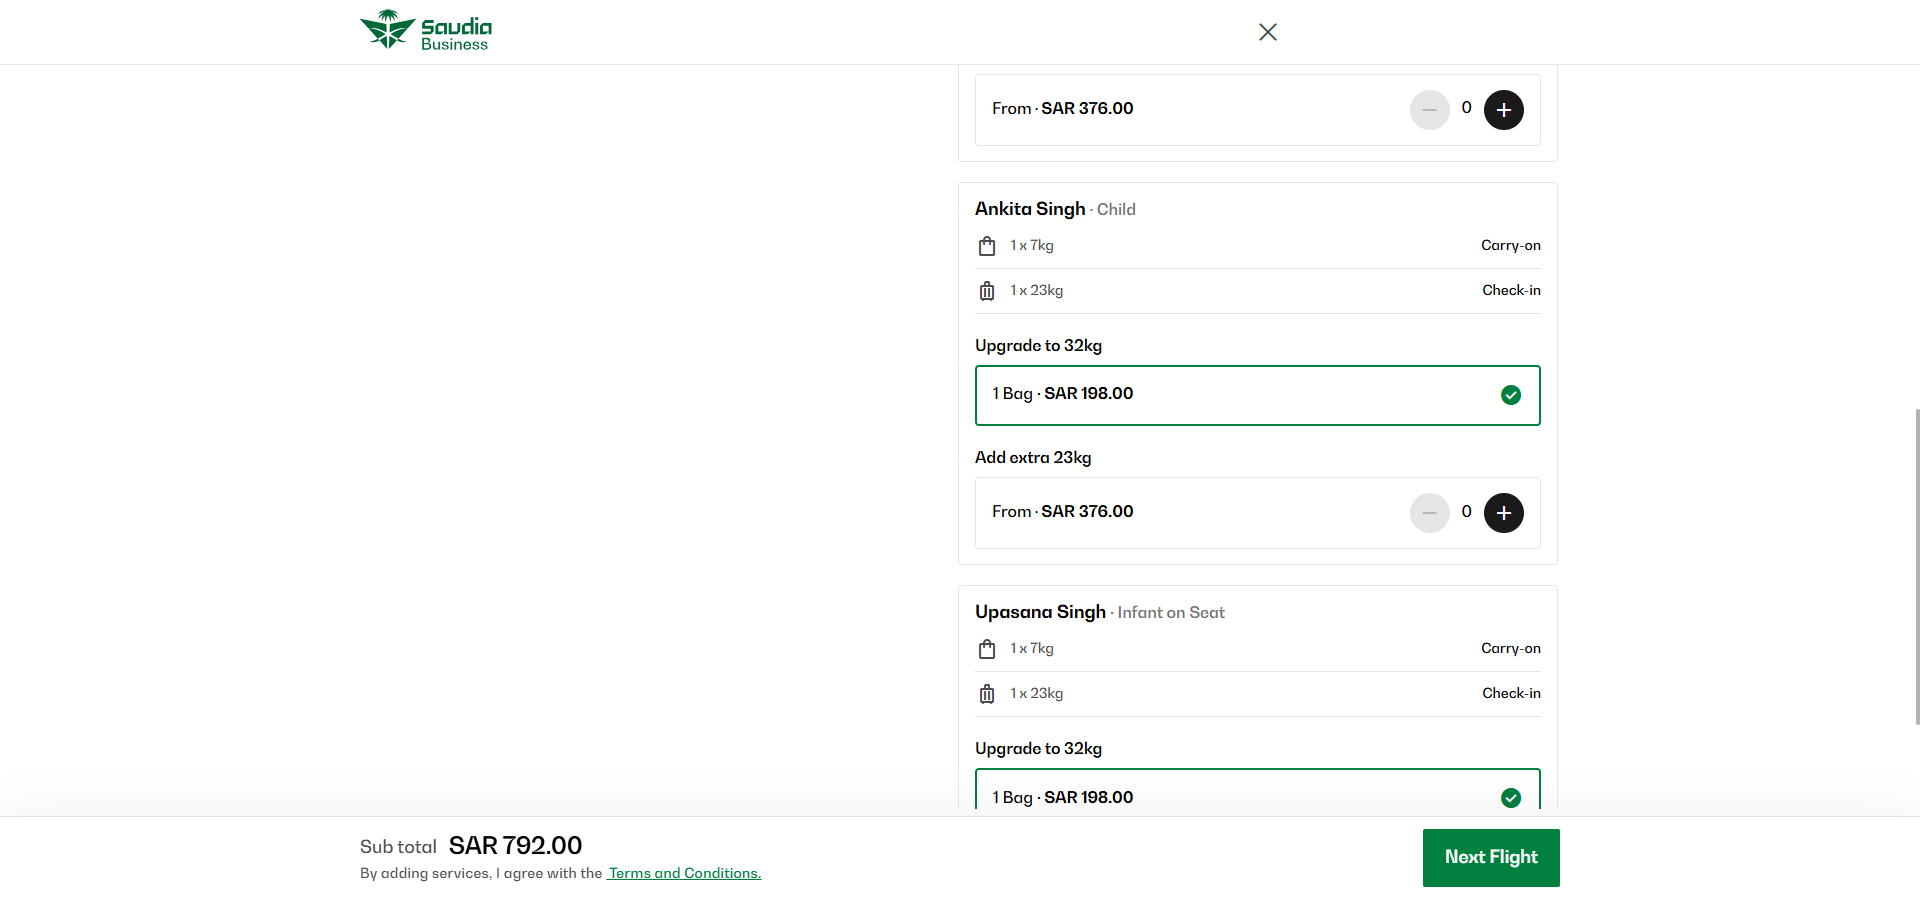 Saudia
Business
From · SAR 376.00
0
Ankita Singh · Child
1 x 7kg
Carry-on
1 x 23kg
Check-in
Upgrade to 32kg
1 Bag · SAR 198.00
Add extra 23kg
From · SAR 376.00
0
Upasana Singh · Infant on Seat
1 x 7kg
Carry-on
1 x 23kg
Check-in
Upgrade to 32kg
1 Bag · SAR 198.00
Sub total SAR 792.00
By adding services, I agree with the Terms and Conditions.
Next Flight